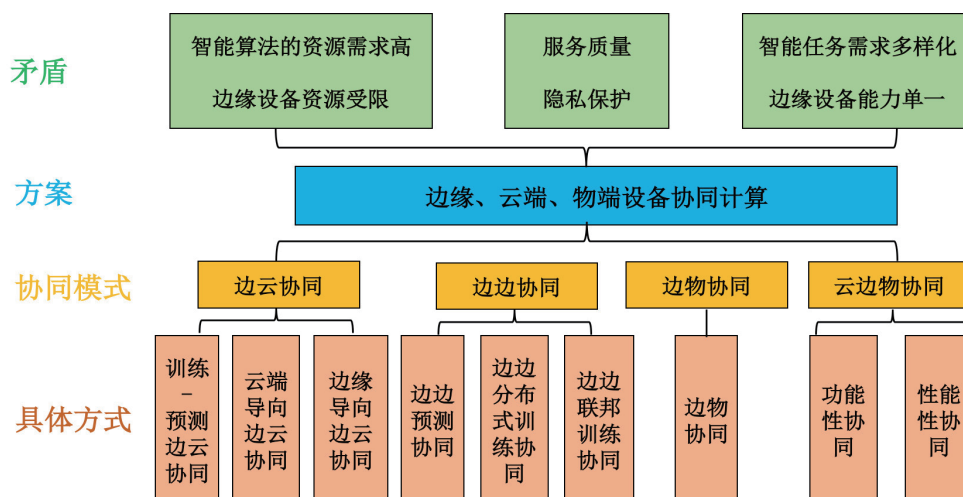 矛盾
智能算法的资源需求高
边缘设备资源受限
服务质量
隐私保护
智能任务需求多样化
边缘设备能力单一
方案
边缘、云端、物端设备协同计算
协同模式
边云协同
边边协同
边物协同
云边物协同
具体方式
训练
–
预测
边云
协同
云端
导向
边云
协同
边缘
导向
边云
协同
边边
预测
协同
边边
分布
式训
练协
同
边边
联邦
训练
协同
边物
协同
功能
性协
同
性能
性协
同